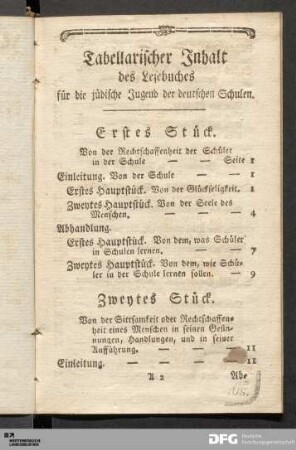 Tabellarischer Inhalt
des Lesebuches
für die jüdische Jugend der deutschen Schulen.
Erstes Stück.
Von der Rechtschaffenheit der Schüler
in der Schule — — Seite 1
Einleitung. Von der Schule — — 1
Erstes Hauptstück. Von der Glückseligkeit. 1
Zweytes Hauptstück. Von der Seele des
Menschen. — — — — 4
Abhandlung.
Erstes Hauptstück. Von dem, was Schüler
in Schulen lernen. — — — 7
Zweytes Hauptstück. Von dem, wie Schü-
ler in der Schule lernen sollen. — 9
Zweytes Stück.
Von der Sittsamkeit oder Rechtschaffen-
heit eines Menschen in seinen Gesin-
nungen, Handlungen, und in seiner
Aufführung. — — — — 11
Einleitung. — — — — 11
A 2 Abe
DFG Deutsche
Forschungsgemeinschaft